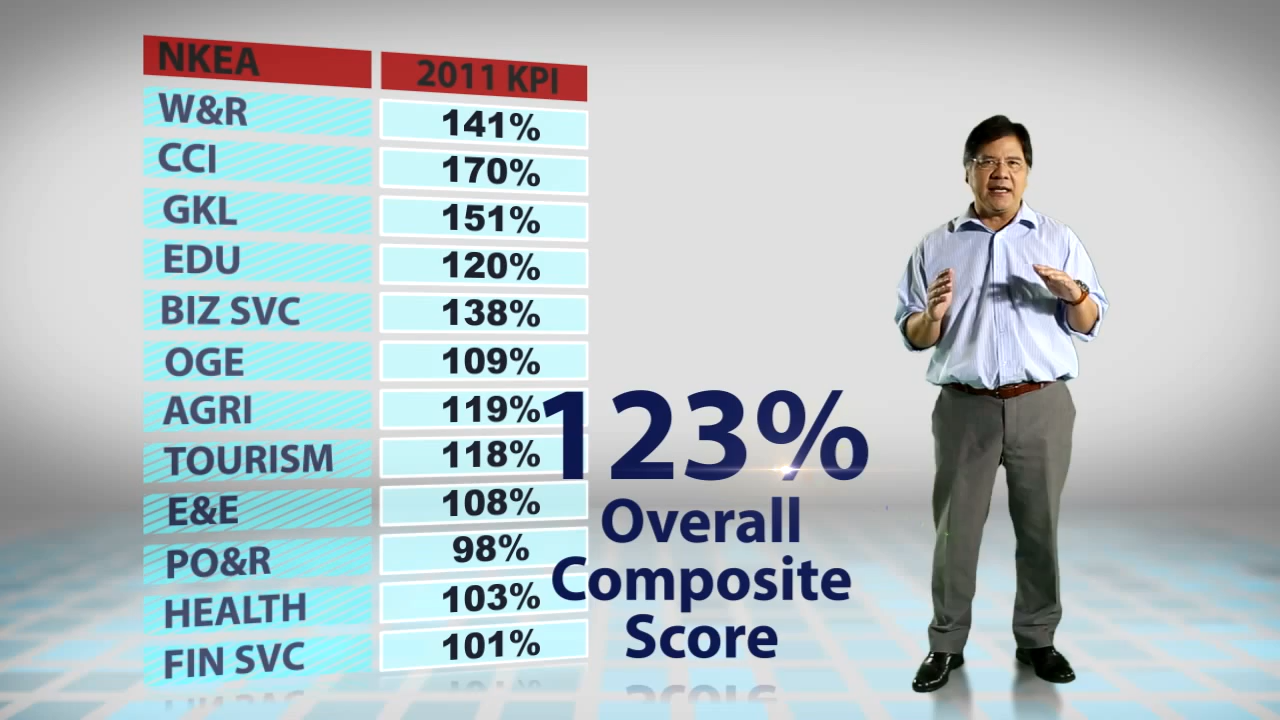 NKEA 2011 KPI
W&R 141%
CCI 170%
GKL 151%
EDU 120%
BIZ SVC 138%
OGE 109%
AGRI 119%
TOURISM 118%
E&E 108%
PO&R 98%
HEALTH 103%
FIN SVC 101%
123%
Overall
Composite
Score